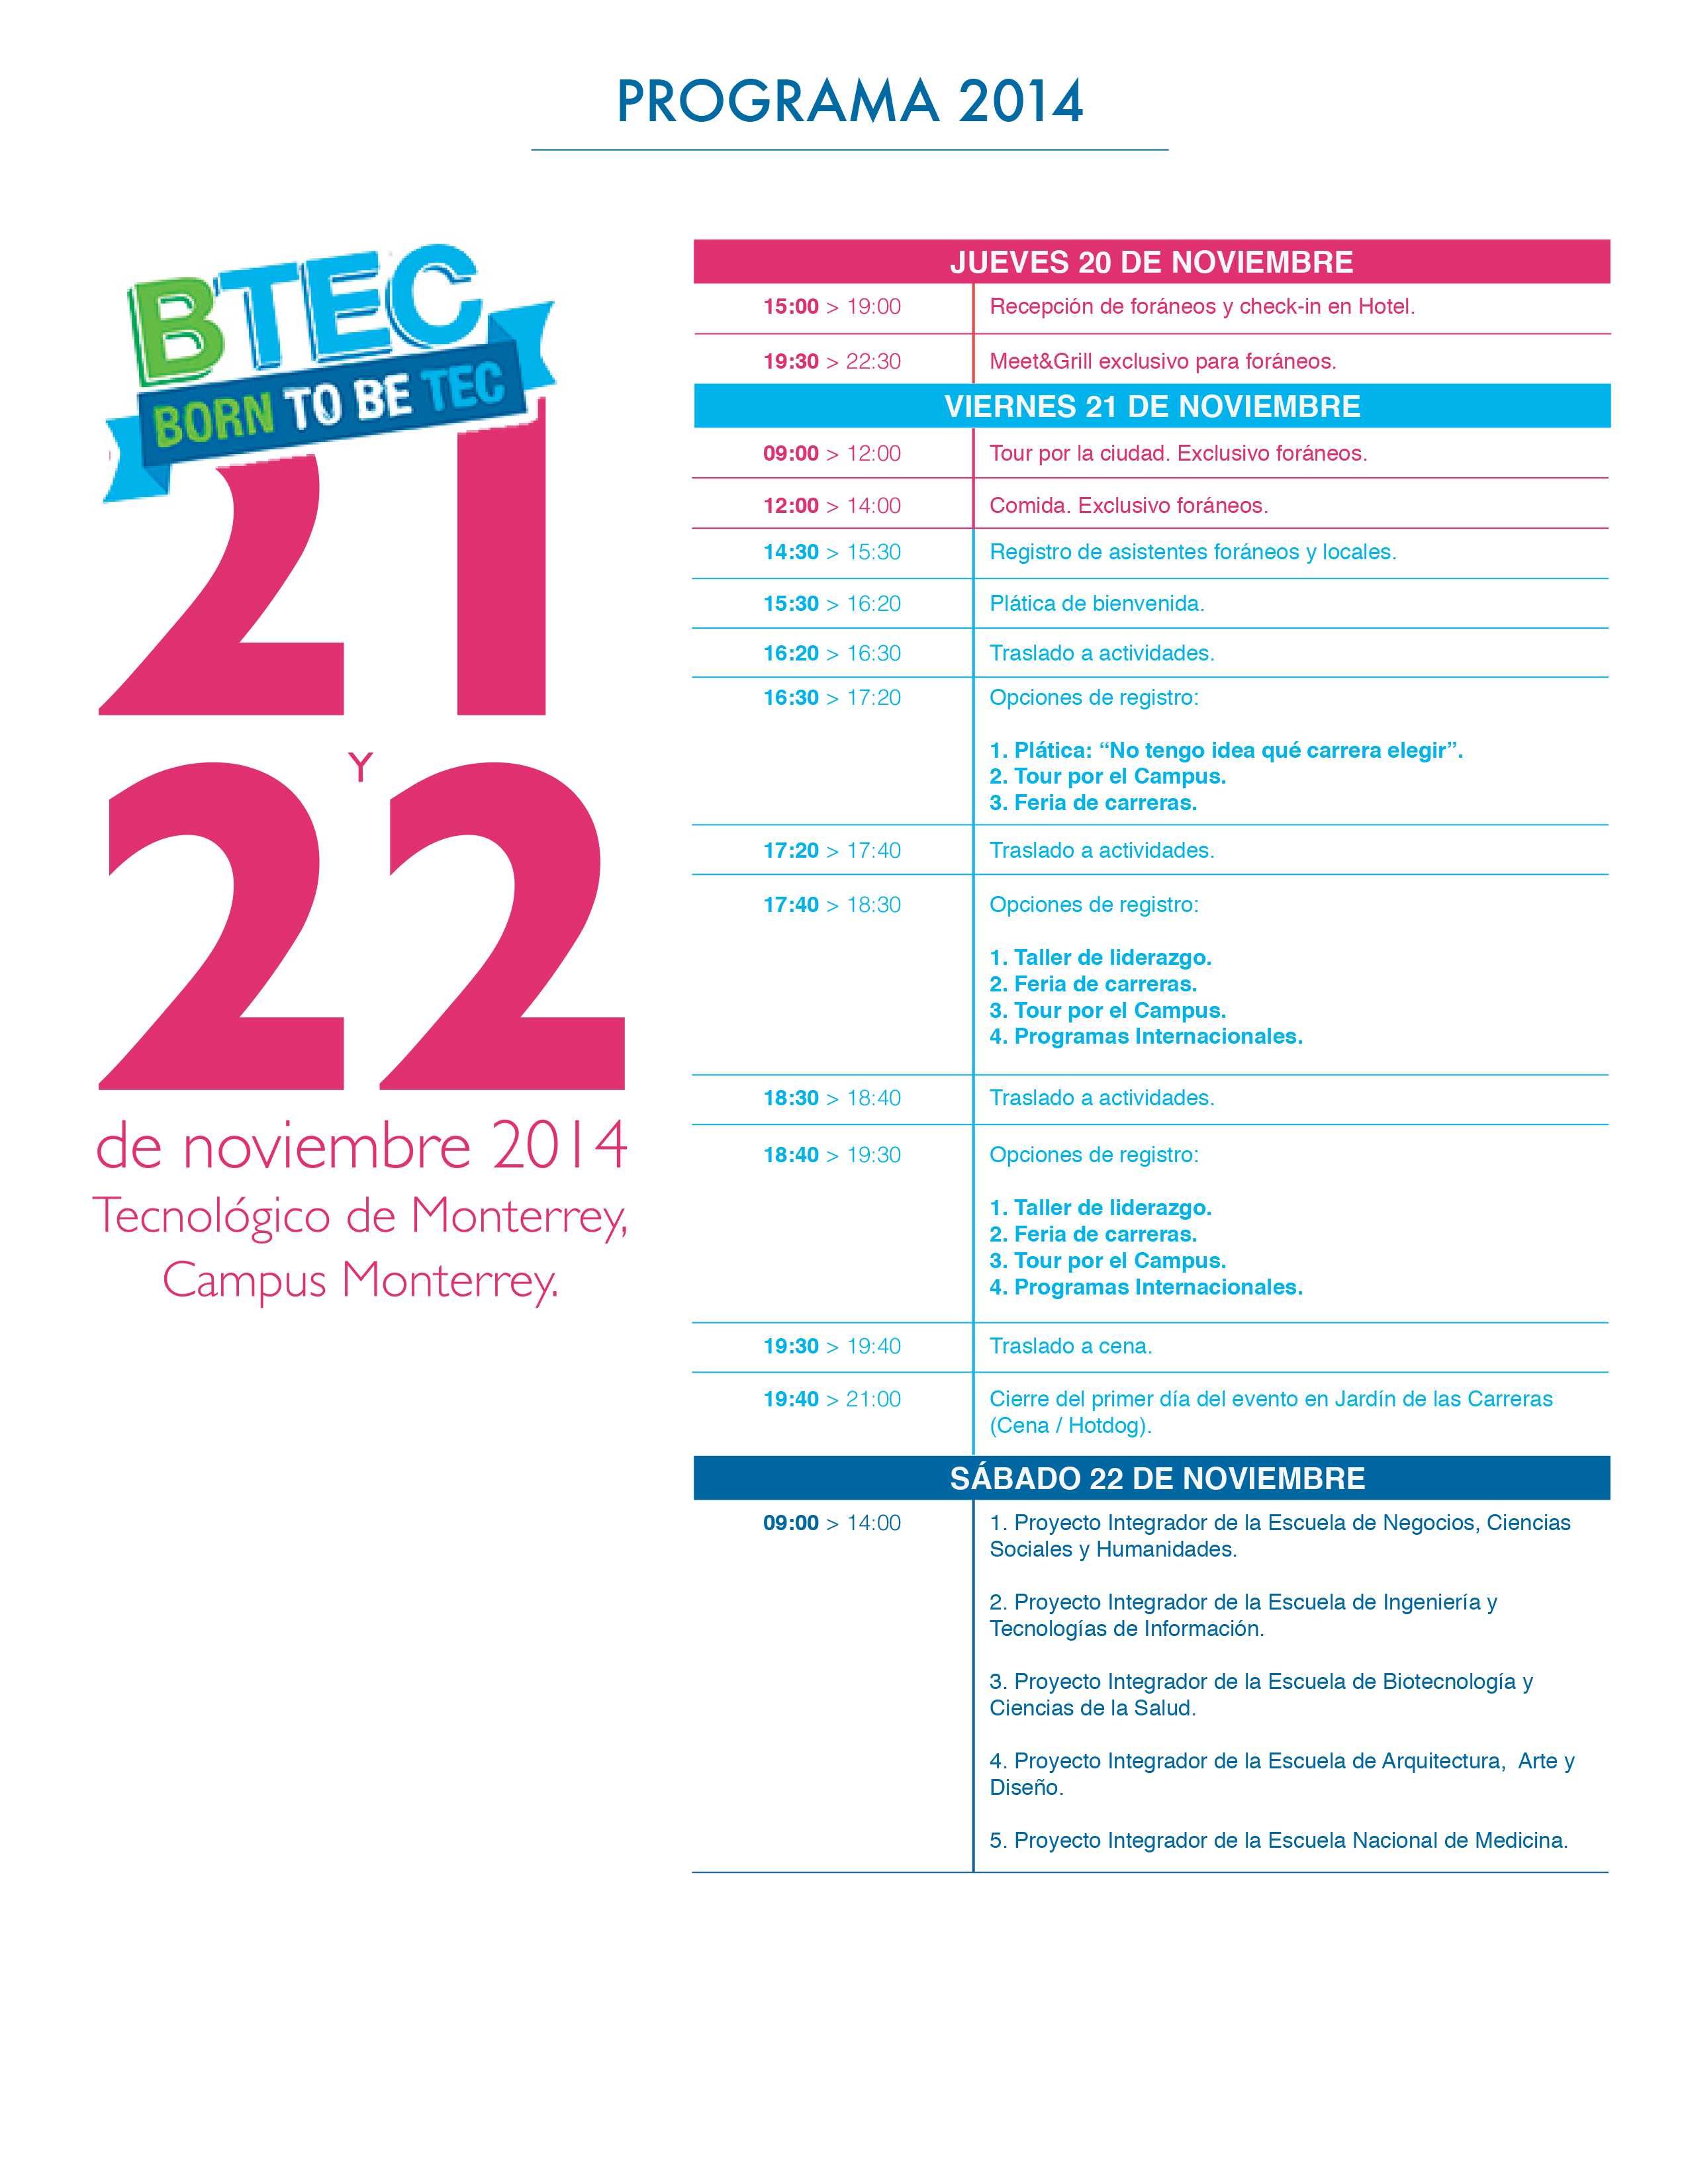 PROGRAMA 2014
BTEC
BORN TO BE TEC
21
Y
22
de noviembre 2014
Tecnológico de Monterrey,
Campus Monterrey.
JUEVES 20 DE NOVIEMBRE
15:00 > 19:00 Recepción de foráneos y check-in en Hotel.
19:30 > 22:30 Meet&Grill exclusivo para foráneos.
VIERNES 21 DE NOVIEMBRE
09:00 > 12:00 Tour por la ciudad. Exclusivo foráneos.
12:00 > 14:00 Comida. Exclusivo foráneos.
14:30 > 15:30 Registro de asistentes foráneos y locales.
15:30 > 16:20 Plática de bienvenida.
16:20 > 16:30 Traslado a actividades.
16:30 > 17:20 Opciones de registro:
1. Plática: “No tengo idea qué carrera elegir”.
2. Tour por el Campus.
3. Feria de carreras.
17:20 > 17:40 Traslado a actividades.
17:40 > 18:30 Opciones de registro:
1. Taller de liderazgo.
2. Feria de carreras.
3. Tour por el Campus.
4. Programas Internacionales.
18:30 > 18:40 Traslado a actividades.
18:40 > 19:30 Opciones de registro:
1. Taller de liderazgo.
2. Feria de carreras.
3. Tour por el Campus.
4. Programas Internacionales.
19:30 > 19:40 Traslado a cena.
19:40 > 21:00 Cierre del primer día del evento en Jardín de las Carreras
(Cena / Hotdog).
SÁBADO 22 DE NOVIEMBRE
09:00 > 14:00 1. Proyecto Integrador de la Escuela de Negocios, Ciencias
Sociales y Humanidades.
2. Proyecto Integrador de la Escuela de Ingeniería y
Tecnologías de Información.
3. Proyecto Integrador de la Escuela de Biotecnología y
Ciencias de la Salud.
4. Proyecto Integrador de la Escuela de Arquitectura, Arte y
Diseño.
5. Proyecto Integrador de la Escuela Nacional de Medicina.